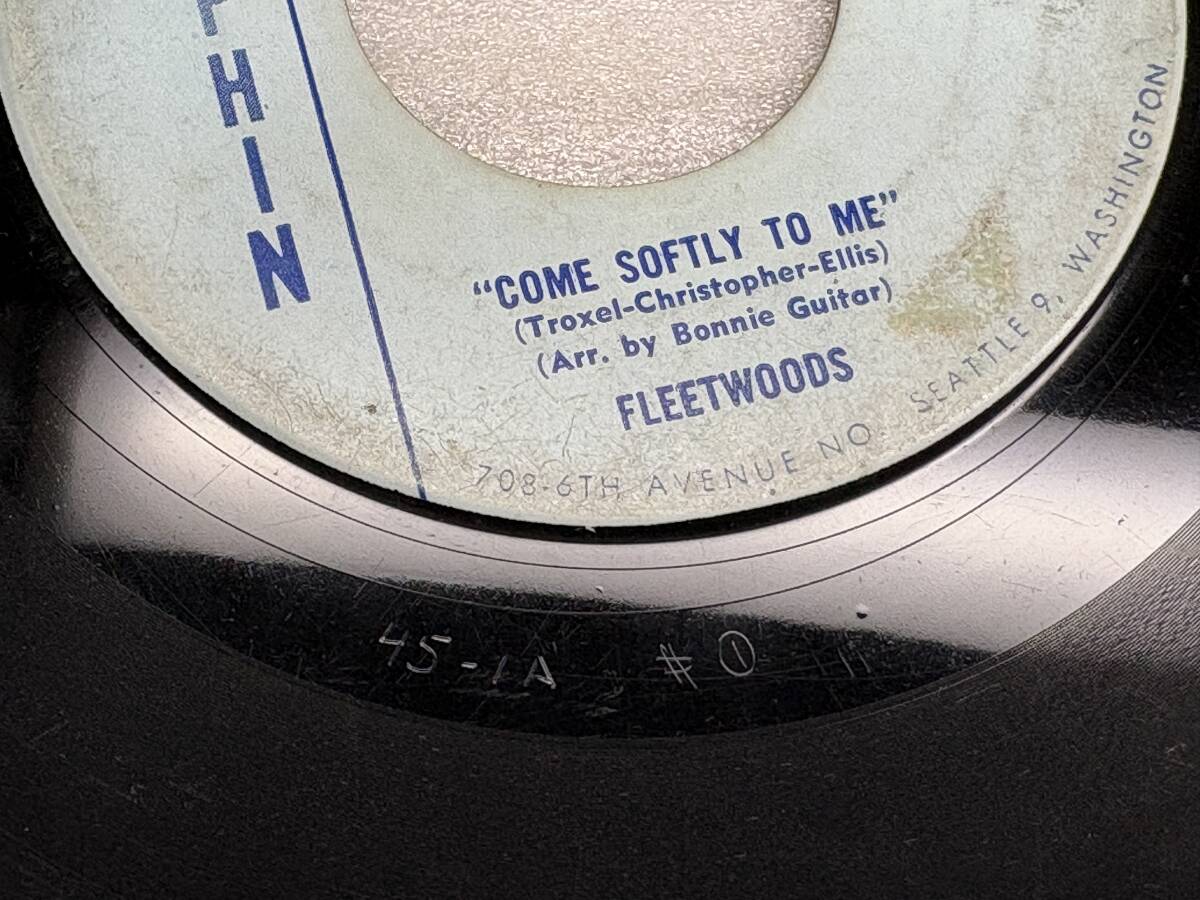 PHIN
"COME SOFTLY TO ME"
(Troxel-Christopher-Ellis)
(Arr. by Bonnie Guitar)
FLEETWOODS
708-6TH AVENUE NO. SEATTLE 9, WASHINGTON
45-1A # 1